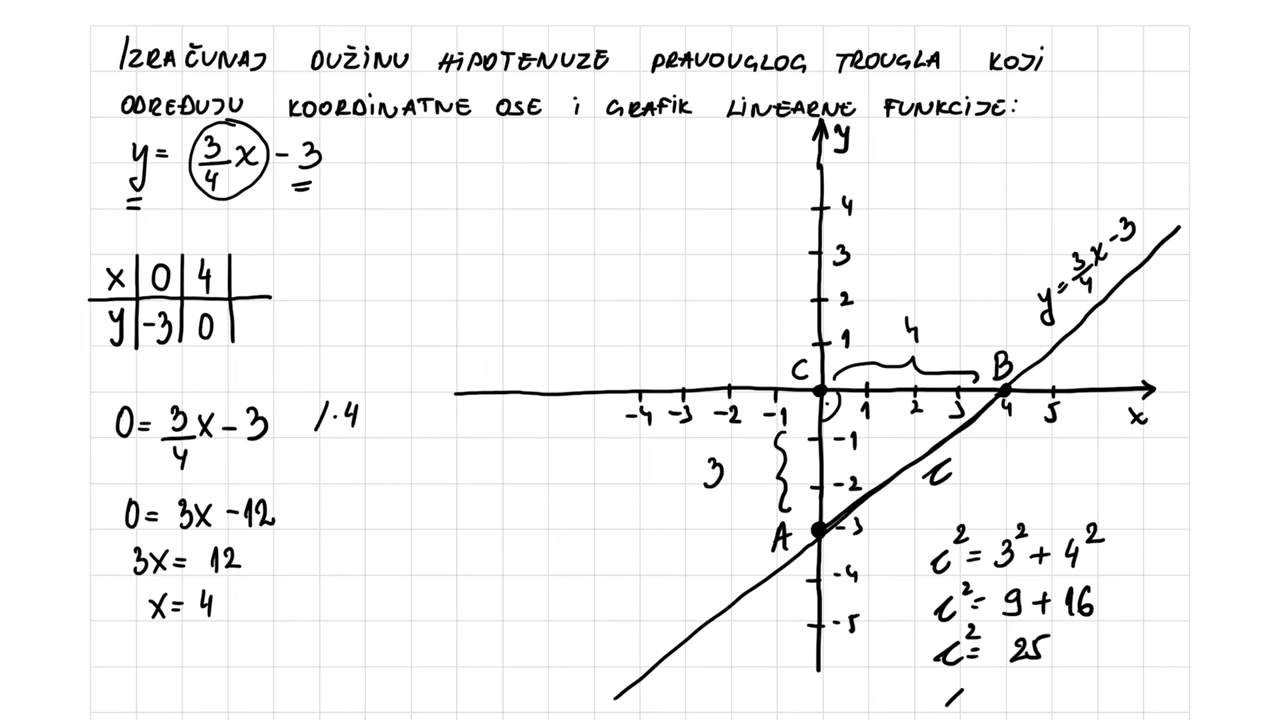 IZRAČUNAJ DUŽINU HIPOTENUZE PRAVOUGLOG TROUGLA KOJI
ODREĐUJU KOORDINATNE OSE I GRAFIK LINEARNE FUNKCIJE:
y = 3/4 x - 3
x | 0 | 4 |
y | -3 | 0 |
0 = 3/4 x - 3 /·4
0 = 3x - 12
3x = 12
x = 4
y
4
3
2
1
y = 3/4 x - 3
4
C
B
-4 -3 -2 -1 0 1 2 3 4 5
x
-1
3
-2
c
A
-3
-4
-5
c² = 3² + 4²
c² = 9 + 16
c² = 25